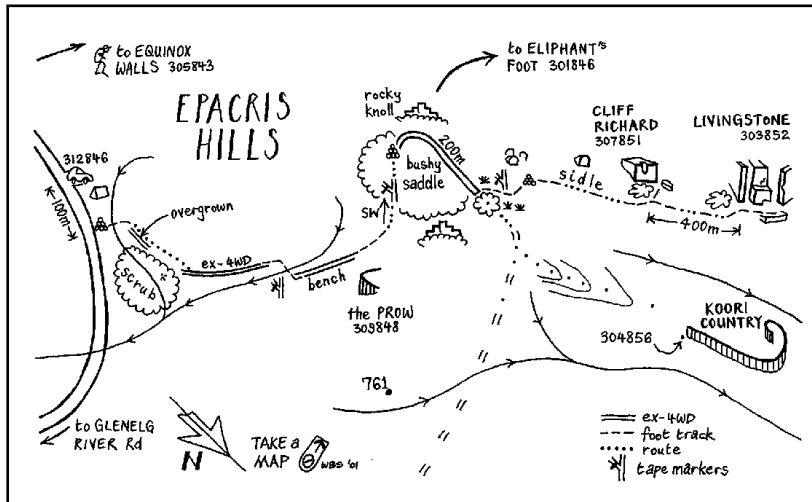 to EQUINOX
WALLS 305843
to ELIPHANT'S
FOOT 301846
EPACRIS
HILLS
rocky
knoll
CLIFF
RICHARD
307851
LIVINGSTONE
303852
312846
200m
bushy
saddle
sidle
100m
overgrown
SW
400m
scrub
ex-4WD
bench
the PROW
309848
KOORI
COUNTRY
304856
761
to GLENELG
RIVER Rd
N
TAKE a
MAP
WBS '01
ex-4WD
foot track
route
tape markers